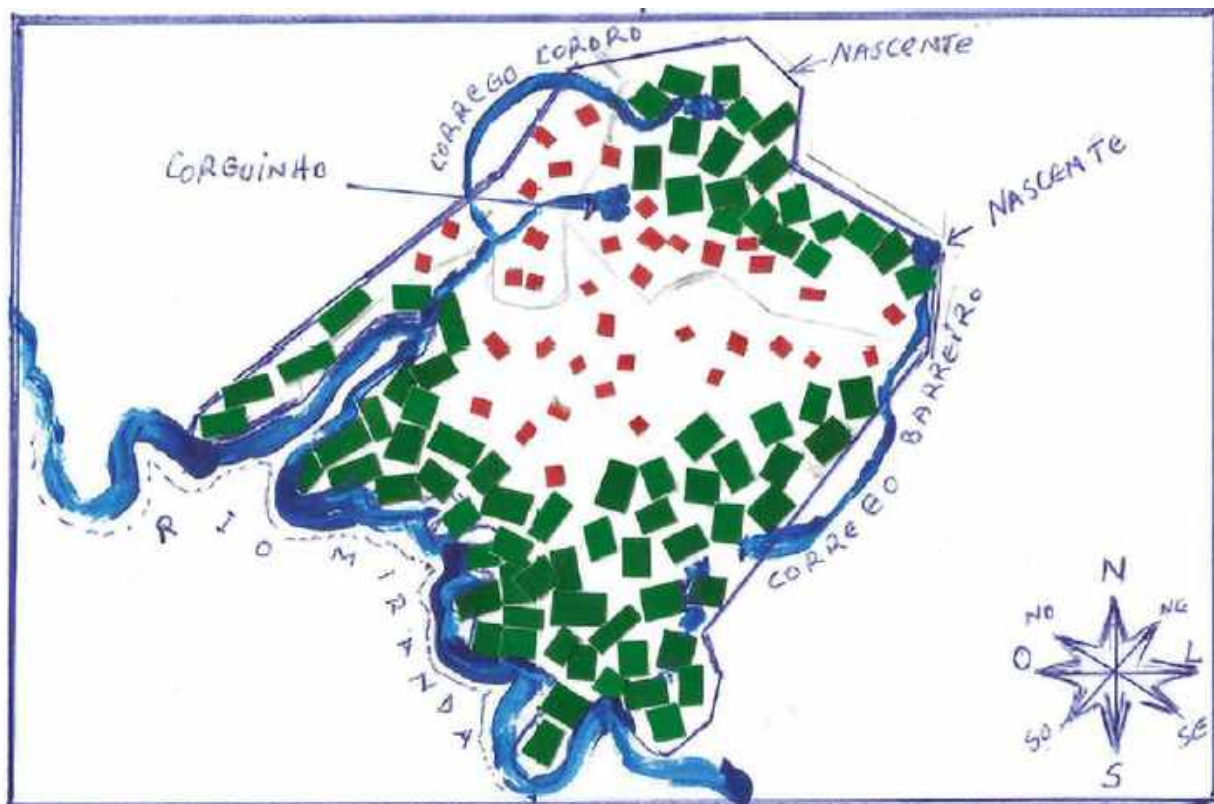 CORREGO CORORO
NASCENTE
CORGUINHO
NASCENTE
CORREGO BARREIRO
RIO MIRANDA
N
NO
NE
O
L
SO
SE
S